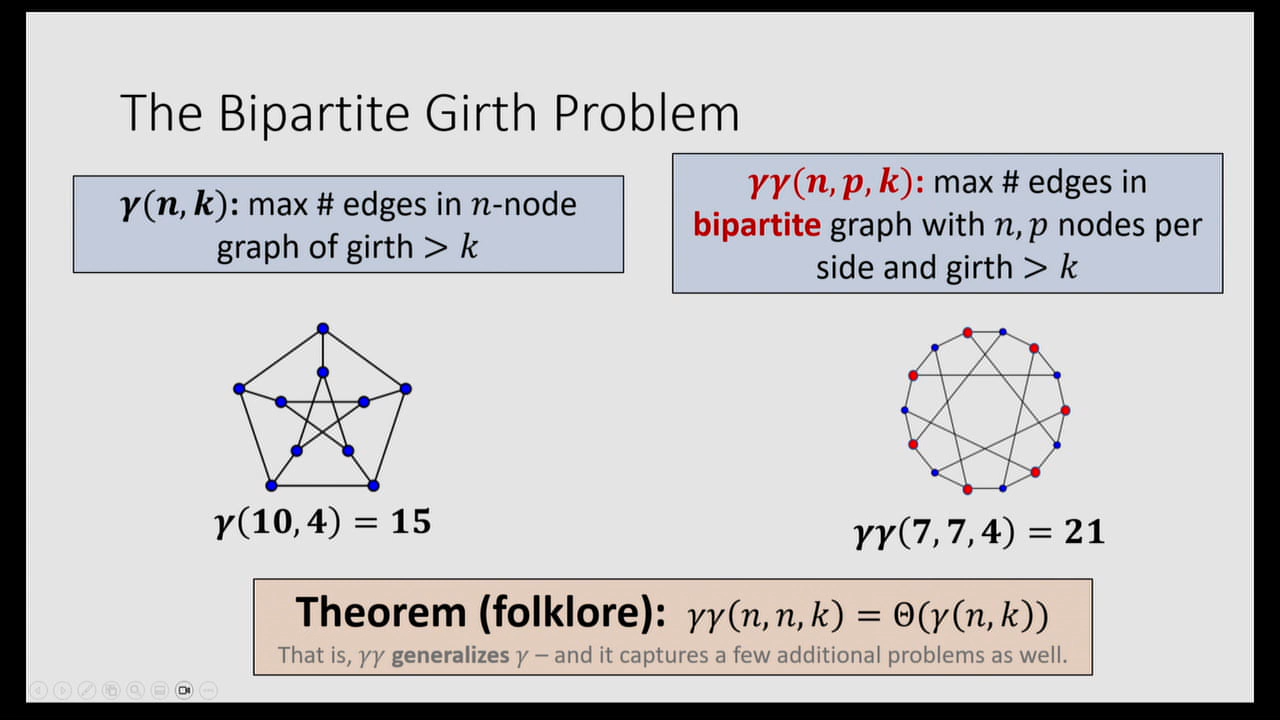 The Bipartite Girth Problem
γ(n, k): max # edges in n-node
graph of girth > k
γγ(n, p, k): max # edges in
bipartite graph with n, p nodes per
side and girth > k
γ(10, 4) = 15
γγ(7, 7, 4) = 21
Theorem (folklore): γγ(n, n, k) = Θ(γ(n, k))
That is, γγ generalizes γ – and it captures a few additional problems as well.